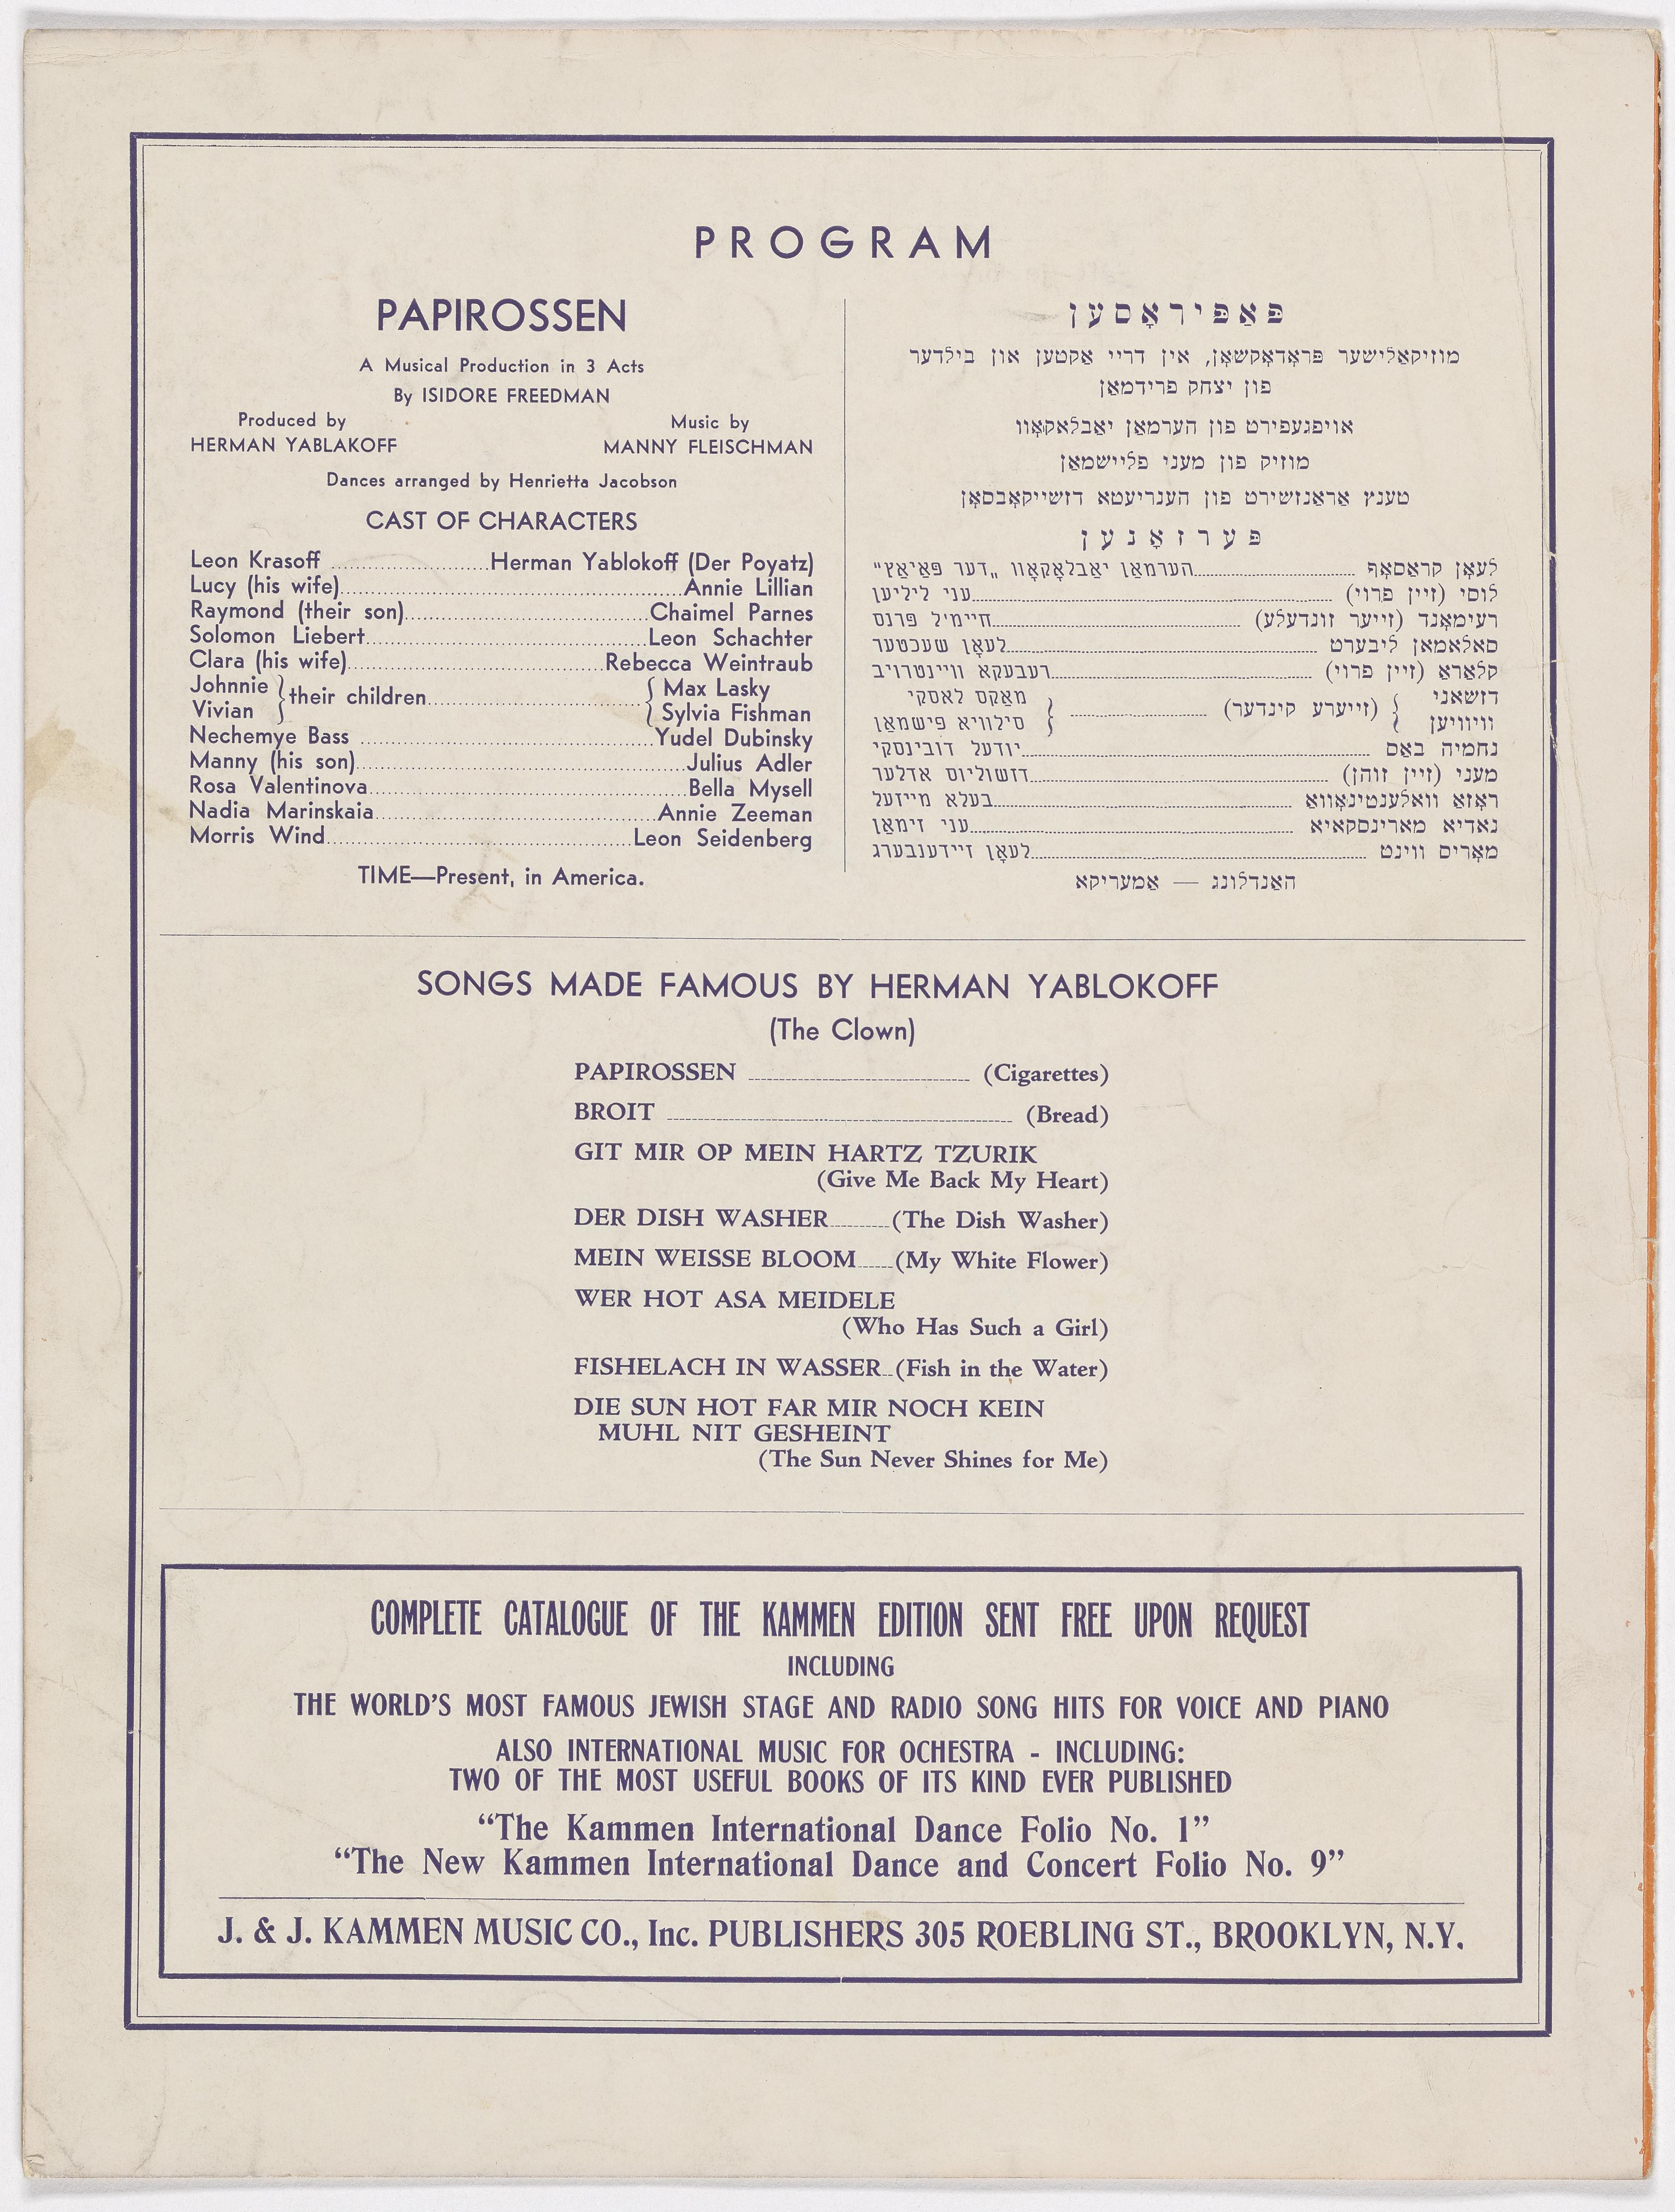 PROGRAM
PAPIROSSEN
A Musical Production in 3 Acts
By ISIDORE FREEDMAN
Produced by
HERMAN YABLAKOFF
Music by
MANNY FLEISCHMAN
Dances arranged by Henrietta Jacobson
CAST OF CHARACTERS
Leon Krasoff ........................ Herman Yablokoff (Der Poyatz)
Lucy (his wife) ........................ Annie Lillian
Raymond (their son) ........................ Chaimel Parnes
Solomon Liebert ........................ Leon Schachter
Clara (his wife) ........................ Rebecca Weintraub
Johnnie } their children ........................ { Max Lasky
Vivian } { Sylvia Fishman
Nechemye Bass ........................ Yudel Dubinsky
Manny (his son) ........................ Julius Adler
Rosa Valentinova ........................ Bella Mysell
Nadia Marinskaia ........................ Annie Zeeman
Morris Wind ........................ Leon Seidenberg
TIME—Present, in America.
פּאַפּיראָסען
מוזיקאַלישער פּראָדאָקשאָן, אין דריי אַקטען און בילדער
פון יצחק פרידמאַן
אויפגעפירט פון הערמאַן יאַבלאָקאָוו
מוזיק פון מעני פליישמאַן
טענץ אַראַנזשירט פון הענריעטאַ דזשייקאָבסאָן
פּערזאָנען
לעאָן קראַסאָף ........................ הערמאַן יאַבלאָקאָוו „דער פּאַיאַץ"
לוסי (זיין פרוי) ........................ עני ליליען
רעימאָנד (זייער זונדעלע) ........................ חיימיל פּרנס
סאָלאָמאָן ליבערט ........................ לעאָן שעכטער
קלאַראַ (זיין פרוי) ........................ רעבעקאַ וויינטרויב
דזשאני } (זייערע קינדער) ........................ { מאַקס לאַסקי
וויוויען } { סילוויא פישמאַן
נחמיה באַס ........................ יודעל דובינסקי
מעני (זיין זוהן) ........................ דזשוליוס אדלער
ראָזאַ וואַלענטינאָוואַ ........................ בעלאַ מייזעל
נאַדיא מאַרינסקאַיאַ ........................ עני זימאַן
מאָריס ווינט ........................ לעאָן זיידענבערג
האַנדלונג — אַמעריקאַ
SONGS MADE FAMOUS BY HERMAN YABLOKOFF
(The Clown)
PAPIROSSEN ........................ (Cigarettes)
BROIT ........................ (Bread)
GIT MIR OP MEIN HARTZ TZURIK
(Give Me Back My Heart)
DER DISH WASHER ............ (The Dish Washer)
MEIN WEISSE BLOOM ...... (My White Flower)
WER HOT ASA MEIDELE
(Who Has Such a Girl)
FISHELACH IN WASSER .. (Fish in the Water)
DIE SUN HOT FAR MIR NOCH KEIN
MUHL NIT GESHEINT
(The Sun Never Shines for Me)
COMPLETE CATALOGUE OF THE KAMMEN EDITION SENT FREE UPON REQUEST
INCLUDING
THE WORLD'S MOST FAMOUS JEWISH STAGE AND RADIO SONG HITS FOR VOICE AND PIANO
ALSO INTERNATIONAL MUSIC FOR OCHESTRA - INCLUDING:
TWO OF THE MOST USEFUL BOOKS OF ITS KIND EVER PUBLISHED
“The Kammen International Dance Folio No. 1”
“The New Kammen International Dance and Concert Folio No. 9”
J. & J. KAMMEN MUSIC CO., Inc. PUBLISHERS 305 ROEBLING ST., BROOKLYN, N.Y.